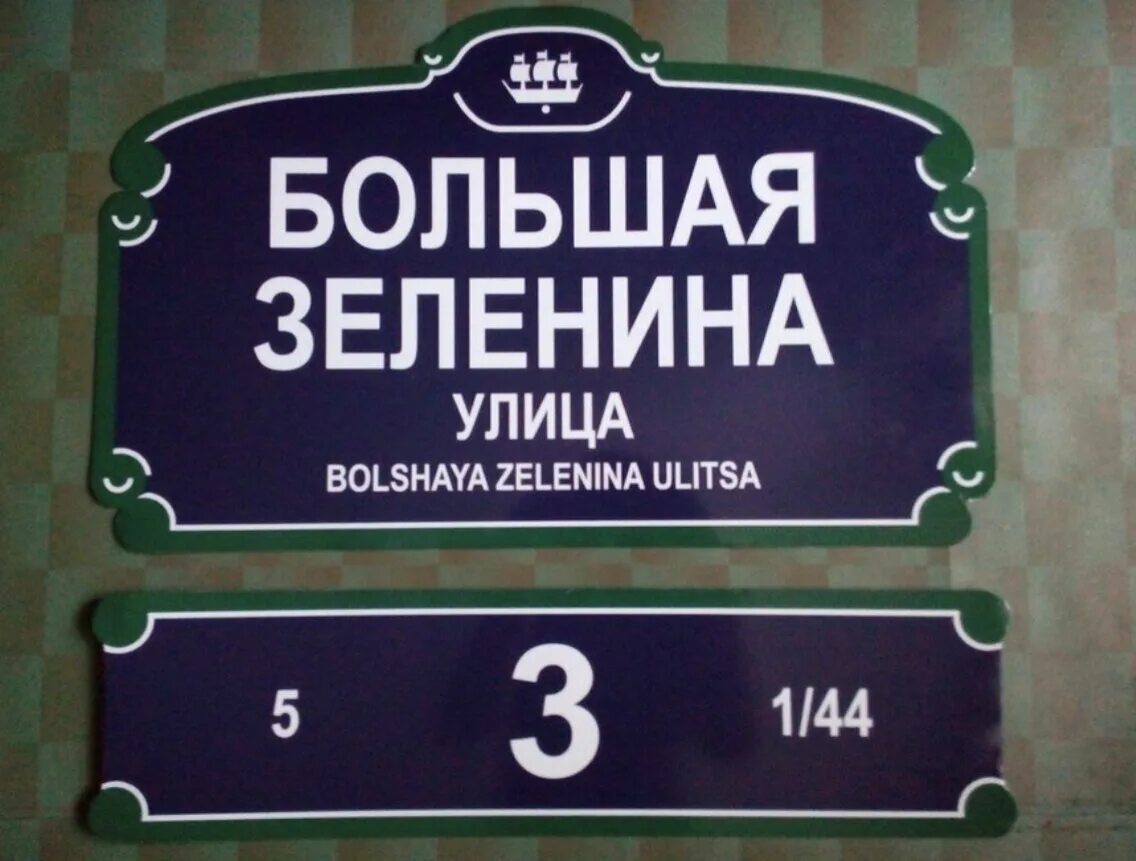 БОЛЬШАЯ
ЗЕЛЕНИНА
УЛИЦА
BOLSHAYA ZELENINA ULITSA
5 3 1/44